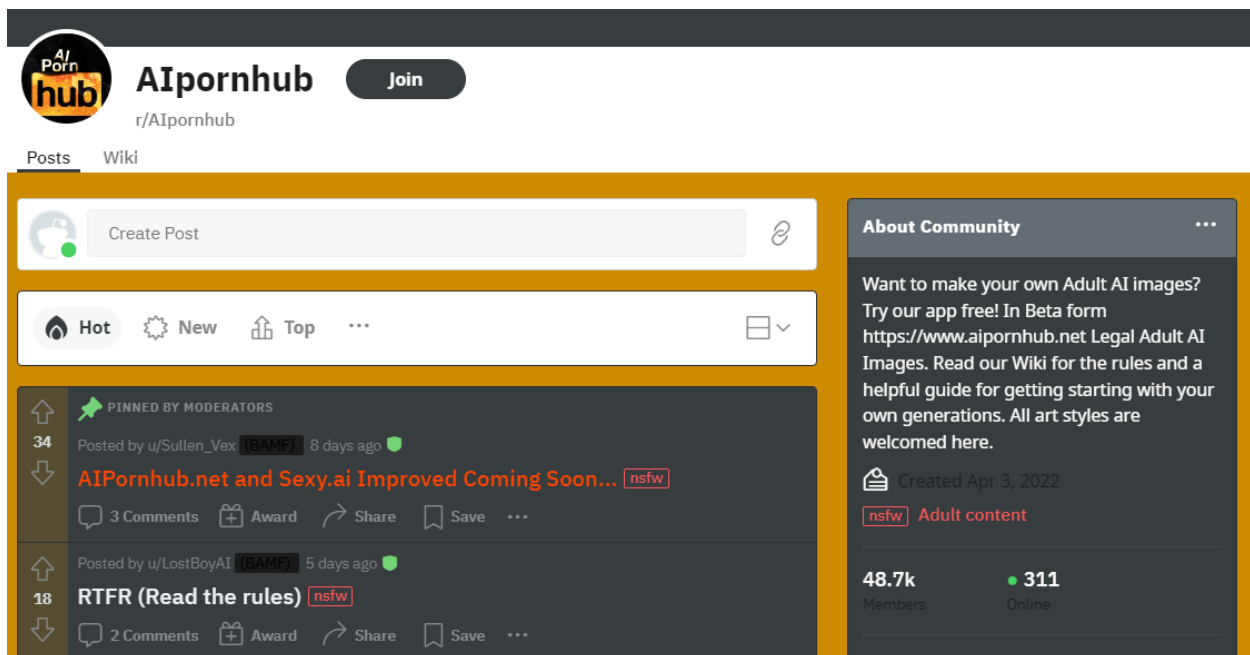 AI
Porn
hub
AIpornhub
Join
r/AIpornhub
Posts
Wiki
Create Post
Hot
New
Top
PINNED BY MODERATORS
34
Posted by u/Sullen_Vex (BAMF) 8 days ago
AIPornhub.net and Sexy.ai Improved Coming Soon... nsfw
3 Comments
Award
Share
Save
Posted by u/LostBoyAI (BAMF) 5 days ago
18
RTFR (Read the rules) nsfw
2 Comments
Award
Share
Save
About Community
Want to make your own Adult AI images?
Try our app free! In Beta form
https://www.aipornhub.net Legal Adult AI
Images. Read our Wiki for the rules and a
helpful guide for getting starting with your
own generations. All art styles are
welcomed here.
Created Apr 3, 2022
nsfw Adult content
48.7k
Members
311
Online